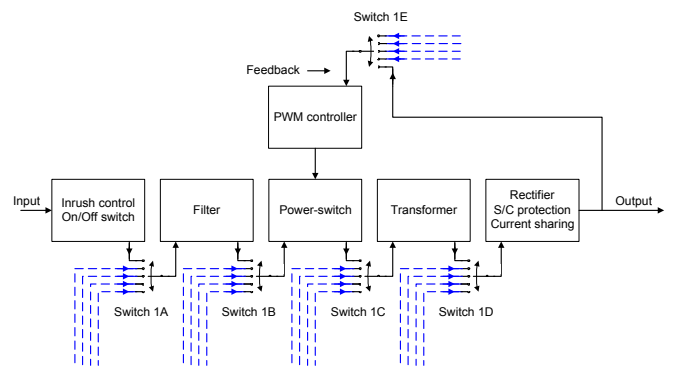 Switch 1E
Feedback
PWM controller
Input
Inrush control
On/Off switch
Filter
Power-switch
Transformer
Rectifier
S/C protection
Current sharing
Output
Switch 1A
Switch 1B
Switch 1C
Switch 1D